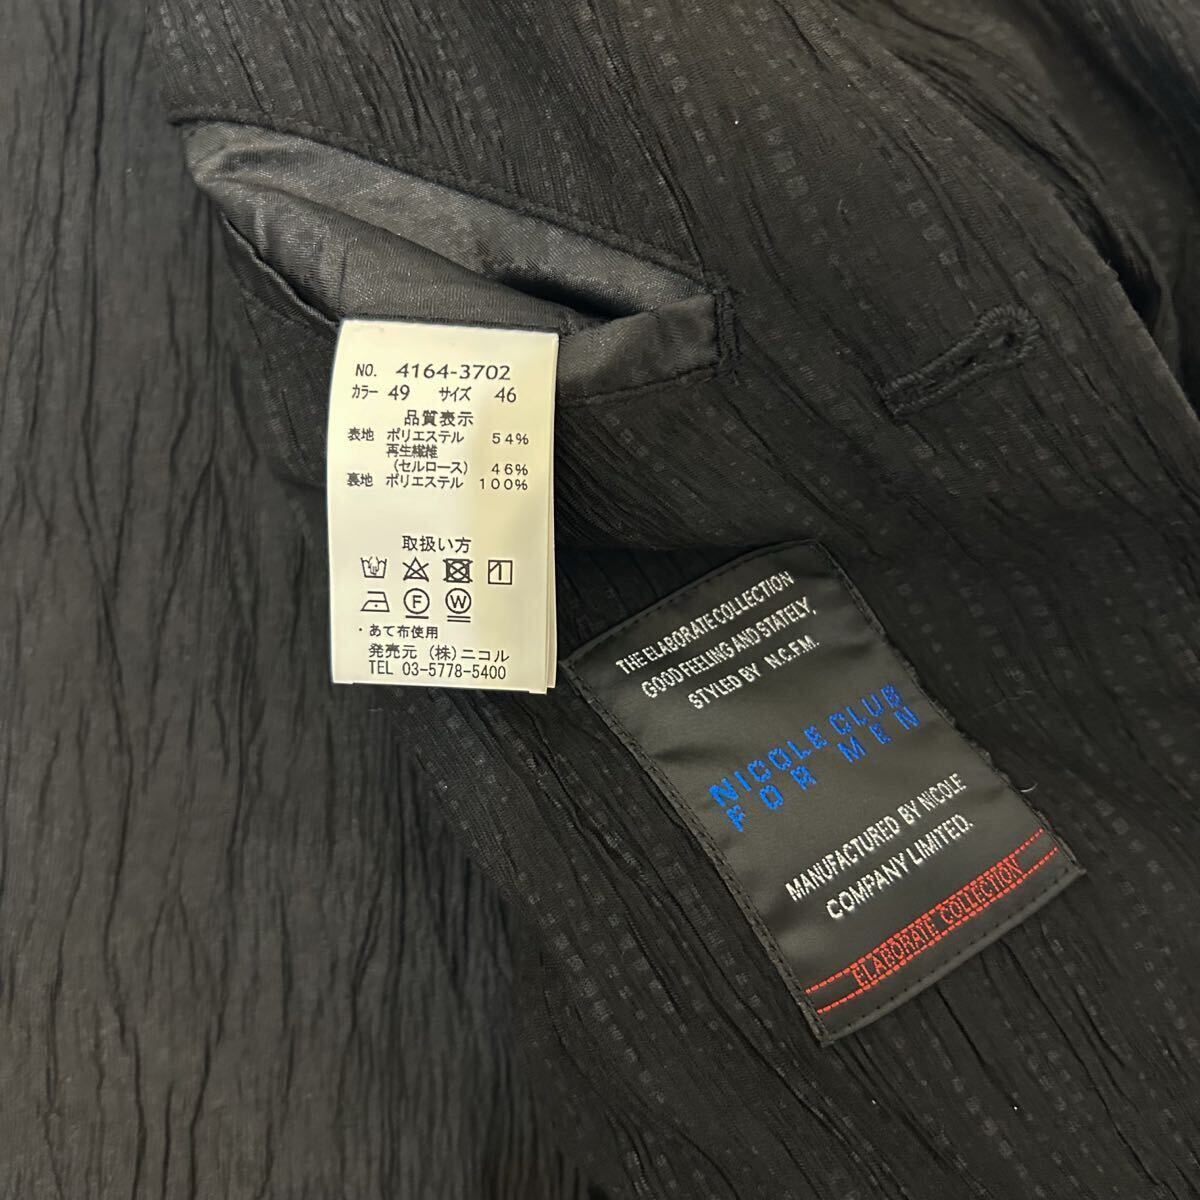 NO. 4164-3702
カラー 49 サイズ 46
品質表示
表地 ポリエステル 54%
再生繊維
(セルロース) 46%
裏地 ポリエステル 100%
取扱い方
F W
・あて布使用
発売元 (株)ニコル
TEL 03-5778-5400
THE ELABORATE COLLECTION
GOOD FEELING AND STATELY,
STYLED BY N.C.F.M.
NICOLE CLUB
FOR MEN
MANUFACTURED BY NICOLE
COMPANY LIMITED.
ELABORATE COLLECTION